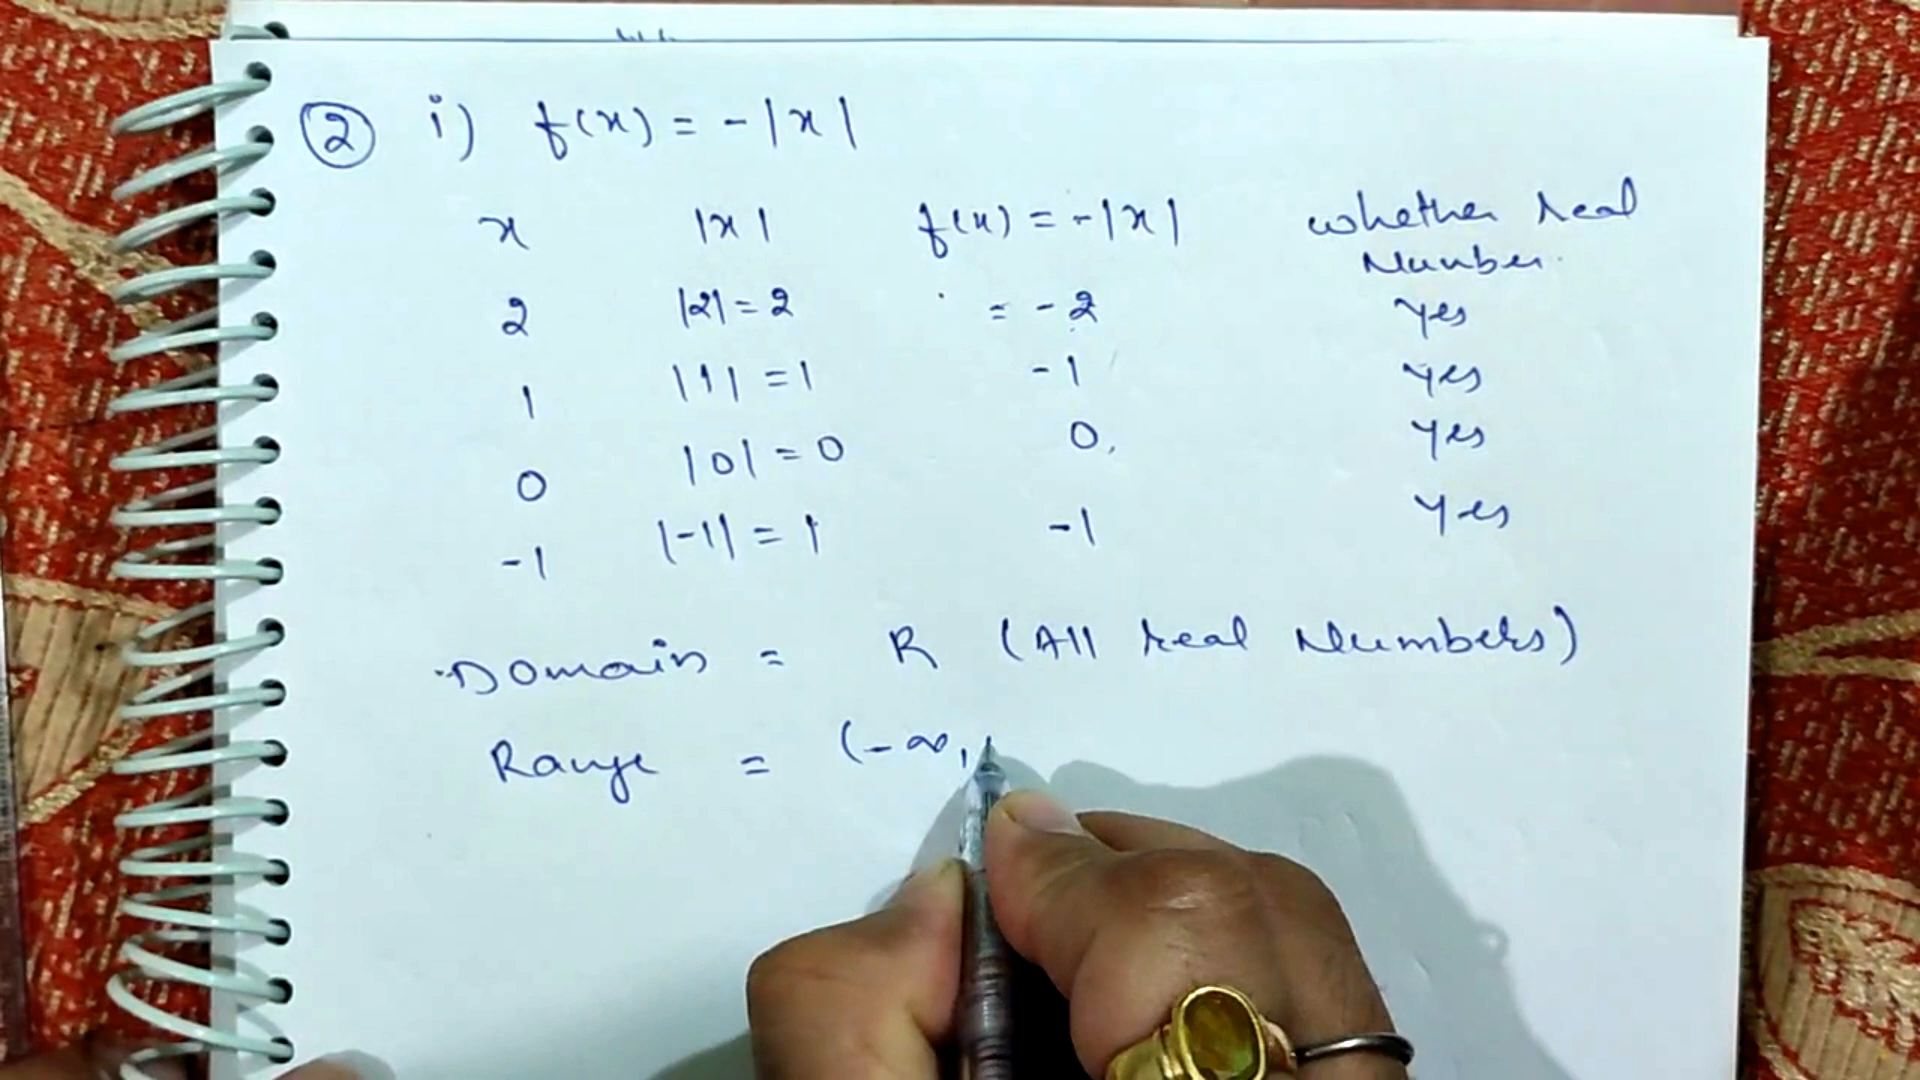 ② i) f(x) = -|x|
x |x| f(x) = -|x| whether real Number.
2 |2| = 2 = -2 Yes
1 |1| = 1 -1 Yes
0 |0| = 0 0, Yes
-1 |-1| = 1 -1 Yes
Domain = R (All real Numbers)
Range = (-∞,